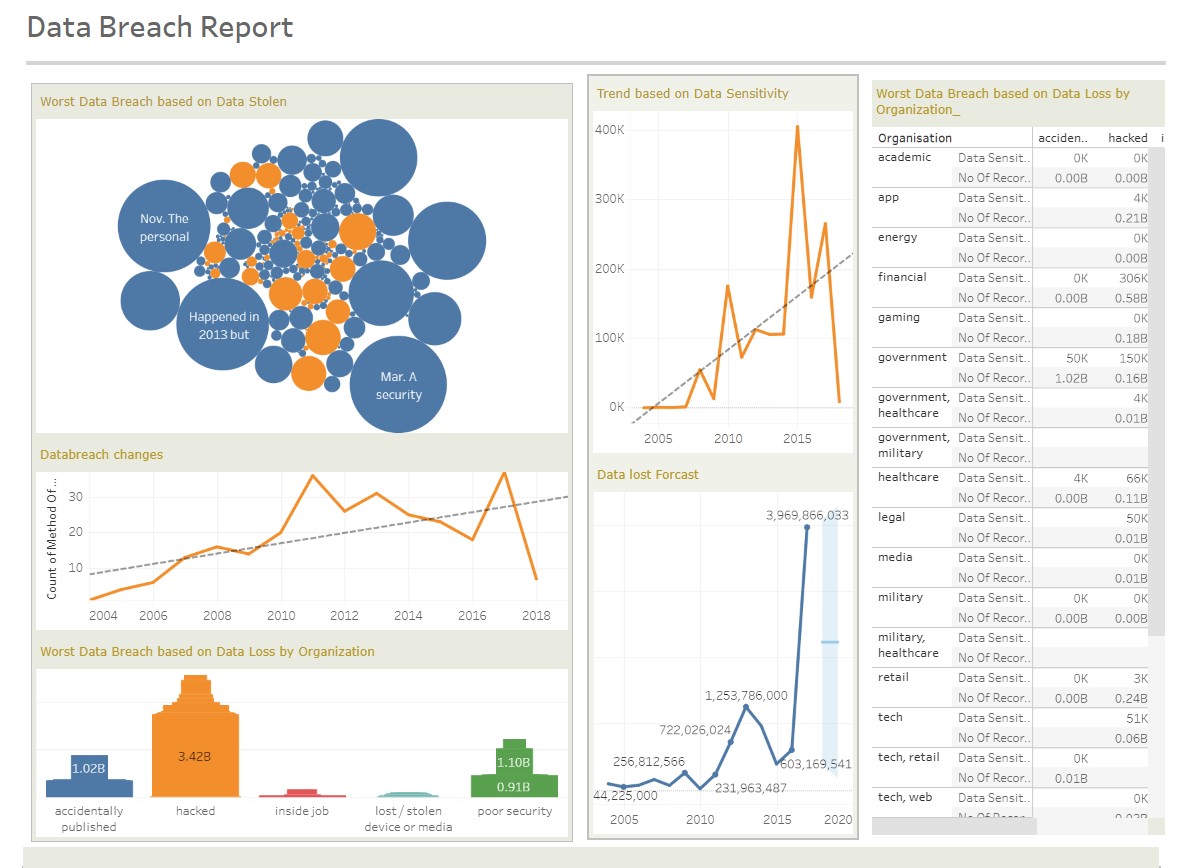 Data Breach Report
Worst Data Breach based on Data Stolen
Nov. The
personal
Happened in
2013 but
Mar. A
security
Databreach changes
Count of Method Of ...
30
20
10
2004 2006 2008 2010 2012 2014 2016 2018
Worst Data Breach based on Data Loss by Organization
1.02B
3.42B
1.10B
0.91B
accidentally
published
hacked
inside job
lost / stolen
device or media
poor security
Trend based on Data Sensitivity
400K
300K
200K
100K
0K
2005 2010 2015
Data lost Forcast
3,969,866,033
1,253,786,000
722,026,024
256,812,566
603,169,541
44,225,000
231,963,487
2005 2010 2015 2020
Worst Data Breach based on Data Loss by
Organization_
Organisation acciden.. hacked i
academic Data Sensit.. 0K 0K
No Of Recor.. 0.00B 0.00B
app Data Sensit.. 4K
No Of Recor.. 0.21B
energy Data Sensit.. 0K
No Of Recor.. 0.00B
financial Data Sensit.. 0K 306K
No Of Recor.. 0.00B 0.58B
gaming Data Sensit.. 0K
No Of Recor.. 0.18B
government Data Sensit.. 50K 150K
No Of Recor.. 1.02B 0.16B
government, Data Sensit.. 4K
healthcare No Of Recor.. 0.01B
government, Data Sensit..
military No Of Recor..
healthcare Data Sensit.. 4K 66K
No Of Recor.. 0.00B 0.11B
legal Data Sensit.. 50K
No Of Recor.. 0.01B
media Data Sensit.. 0K
No Of Recor.. 0.01B
military Data Sensit.. 0K 0K
No Of Recor.. 0.00B 0.00B
military, Data Sensit..
healthcare No Of Recor..
retail Data Sensit.. 0K 3K
No Of Recor.. 0.00B 0.24B
tech Data Sensit.. 51K
No Of Recor.. 0.06B
tech, retail Data Sensit.. 0K
No Of Recor.. 0.01B
tech, web Data Sensit.. 0K
No Of Recor..